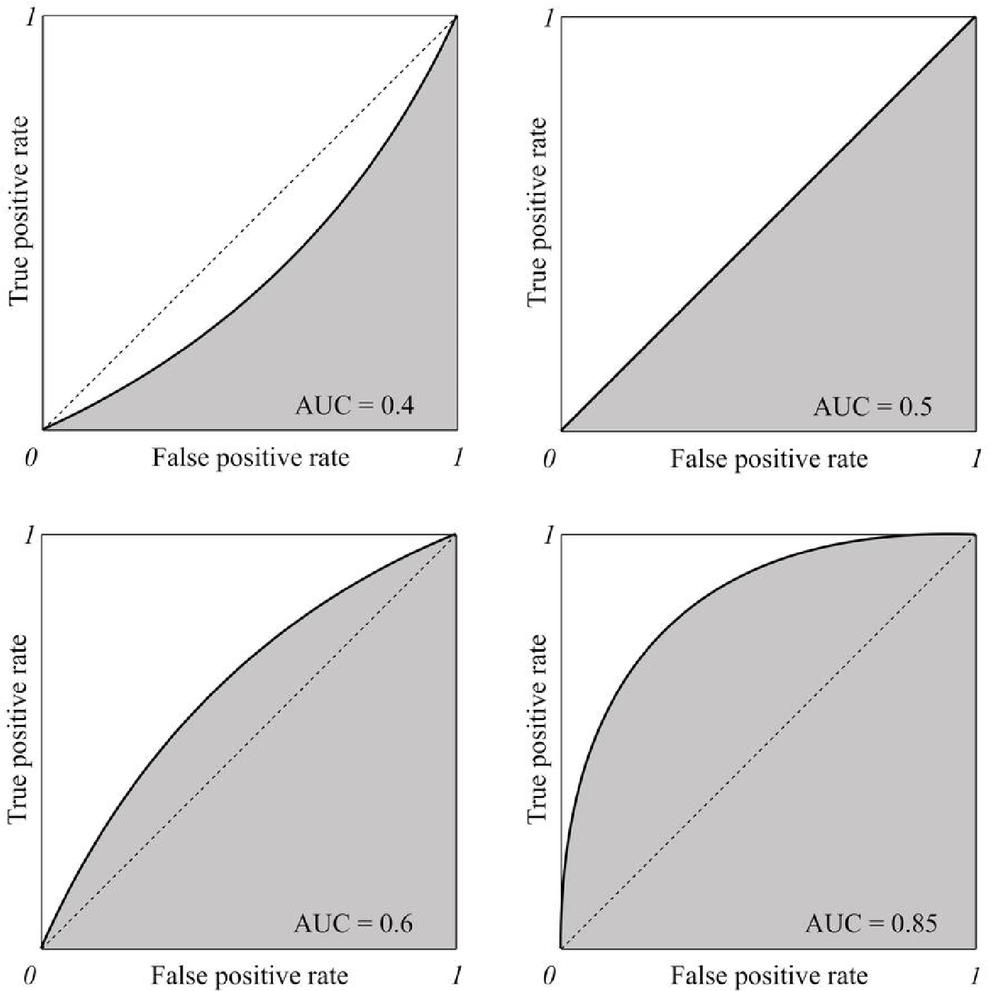 1
True positive rate
AUC = 0.4
0
False positive rate
1
1
True positive rate
AUC = 0.5
0
False positive rate
1
1
True positive rate
AUC = 0.6
0
False positive rate
1
1
True positive rate
AUC = 0.85
0
False positive rate
1